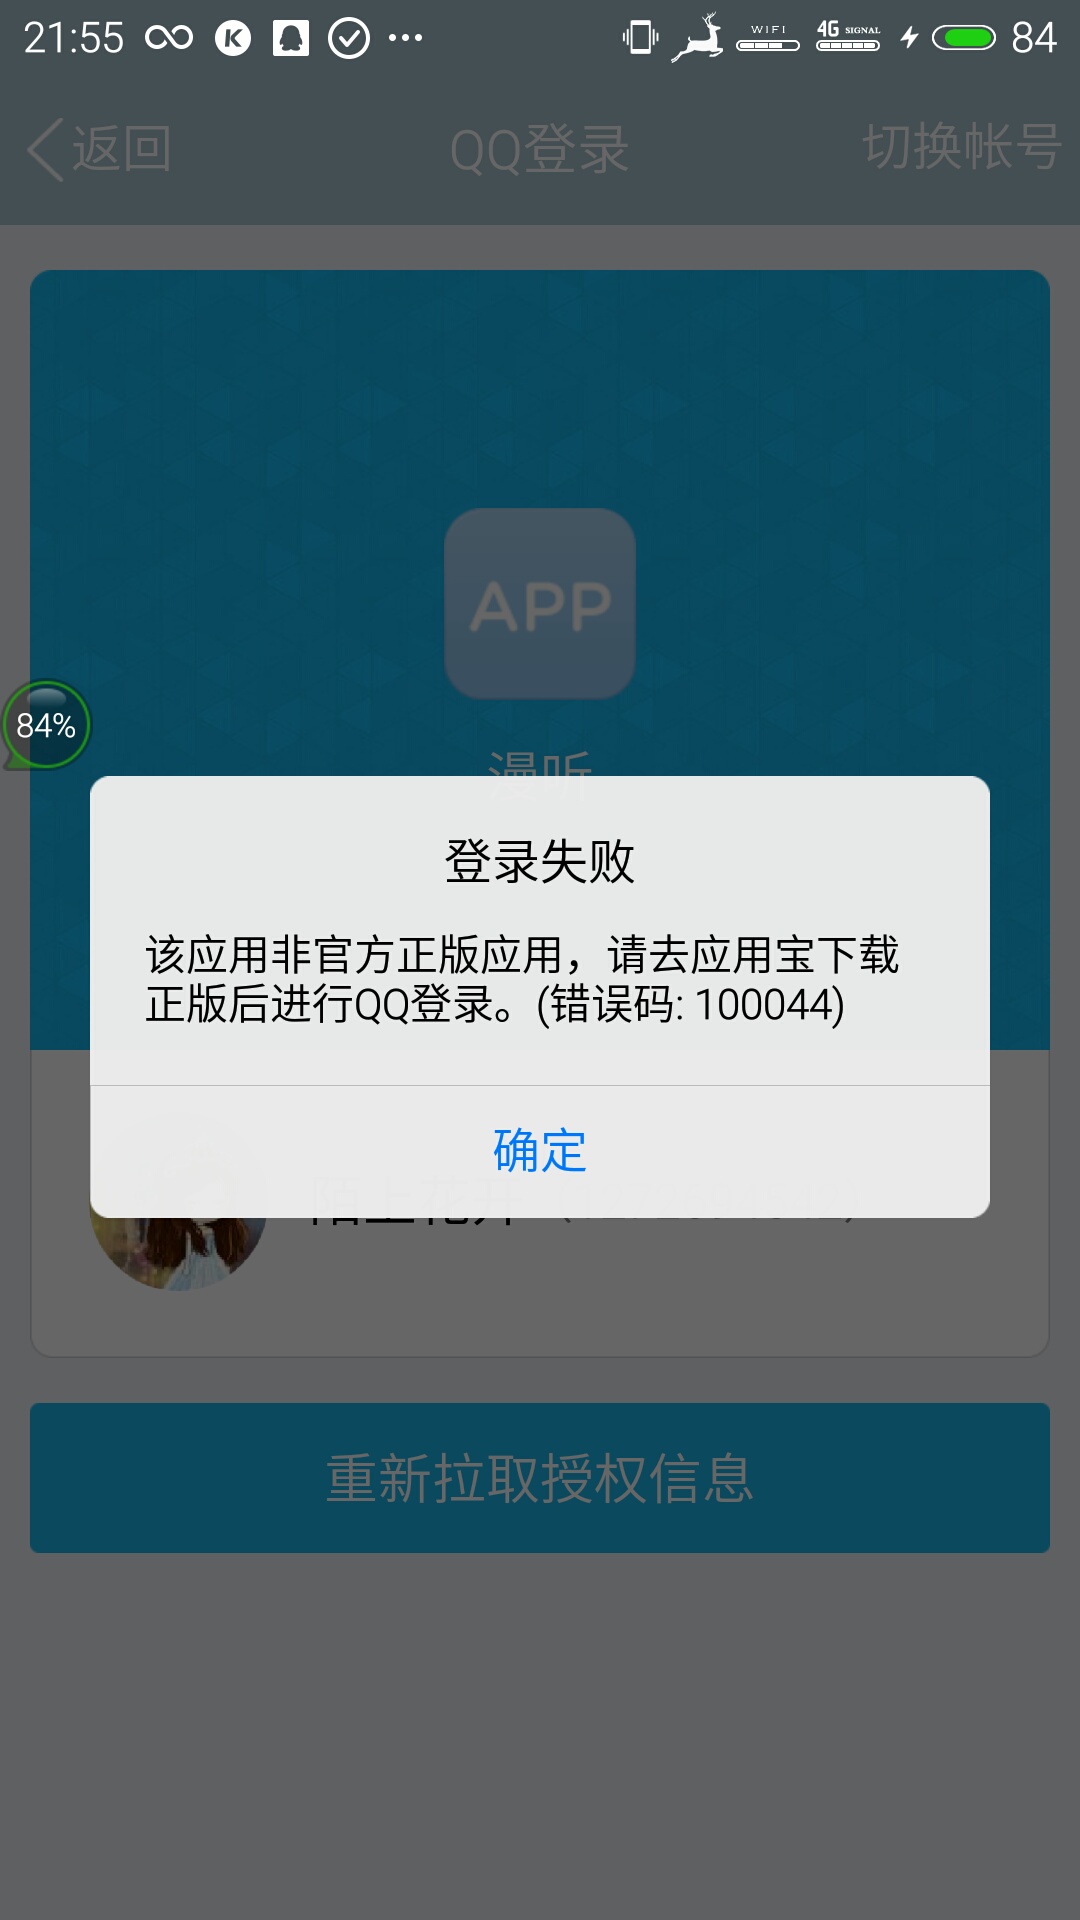 21:55
WIFI
4G SIGNAL
84
返回
QQ登录
切换帐号
APP
84%
漫听
登录失败
该应用非官方正版应用，请去应用宝下载
正版后进行QQ登录。(错误码: 100044)
确定
陌上花开
重新拉取授权信息